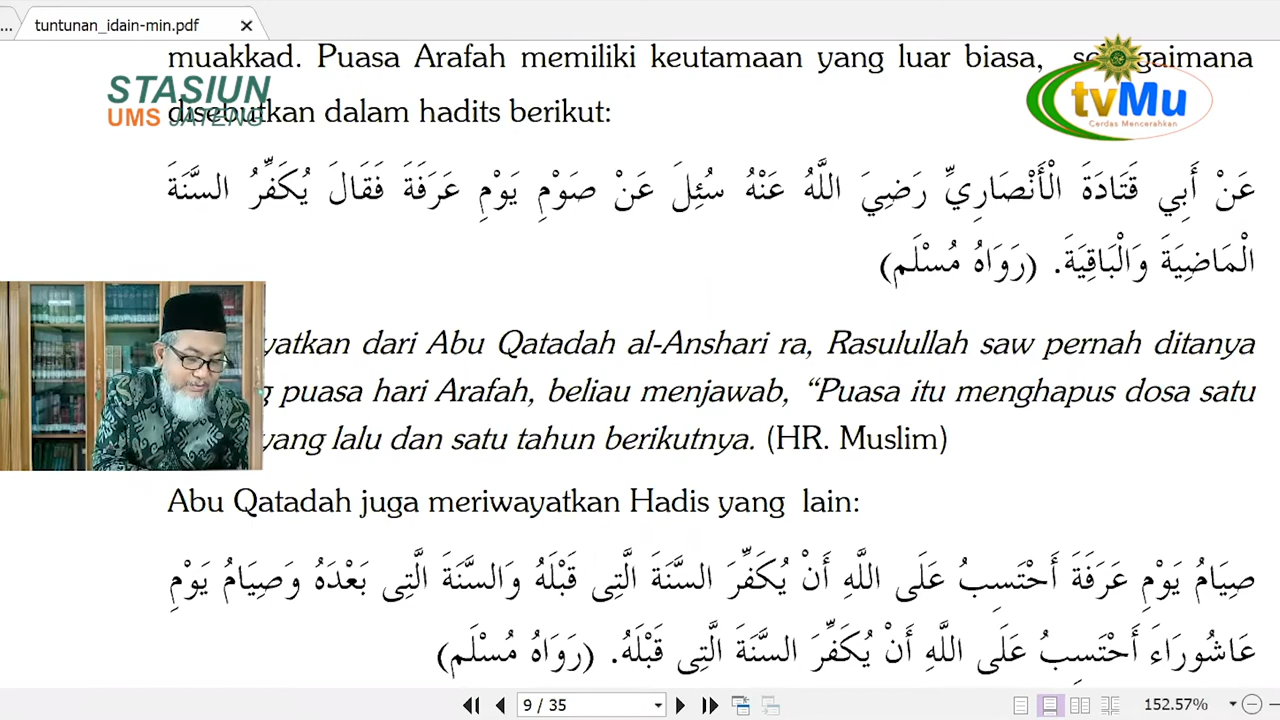 ... tuntunan_idain-min.pdf
muakkad. Puasa Arafah memiliki keutamaan yang luar biasa,
STASIUN
UMS JATENG
tvMu
Cerdas Mencerahkan
disebutkan dalam hadits berikut:
عَنْ أَبِي قَتَادَةَ الْأَنْصَارِيِّ رَضِيَ اللَّهُ عَنْهُ سُئِلَ عَنْ صَوْمِ يَوْمِ عَرَفَةَ فَقَالَ يُكَفِّرُ السَّنَةَ
الْمَاضِيَةَ وَالْبَاقِيَةَ. (رَوَاهُ مُسْلَم)
dari Abu Qatadah al-Anshari ra, Rasulullah saw pernah ditanya
puasa hari Arafah, beliau menjawab, “Puasa itu menghapus dosa satu
yang lalu dan satu tahun berikutnya. (HR. Muslim)
Abu Qatadah juga meriwayatkan Hadis yang lain:
صِيَامُ يَوْمِ عَرَفَةَ أَحْتَسِبُ عَلَى اللَّهِ أَنْ يُكَفِّرَ السَّنَةَ الَّتِى قَبْلَهُ وَالسَّنَةَ الَّتِى بَعْدَهُ وَصِيَامُ يَوْمِ
عَاشُورَاءَ أَحْتَسِبُ عَلَى اللَّهِ أَنْ يُكَفِّرَ السَّنَةَ الَّتِى قَبْلَهُ. (رَوَاهُ مُسْلَم)
9 / 35
152.57%